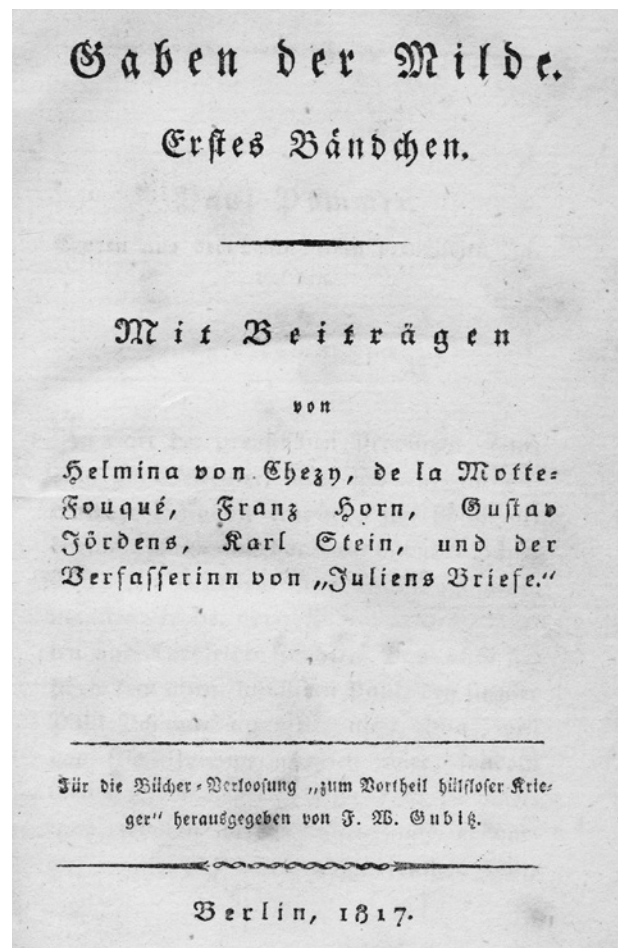 Gaben der Milde.
Erstes Bändchen.
Mit Beiträgen
von
Helmina von Chezy, de la Motte-
Fouqué, Franz Horn, Gustav
Jördens, Karl Stein, und der
Verfasserinn von „Juliens Briefe.“
Für die Bücher-Verloosung „zum Vortheil hülfloser Krie-
ger“ herausgegeben von F. W. Gubitz.
Berlin, 1817.